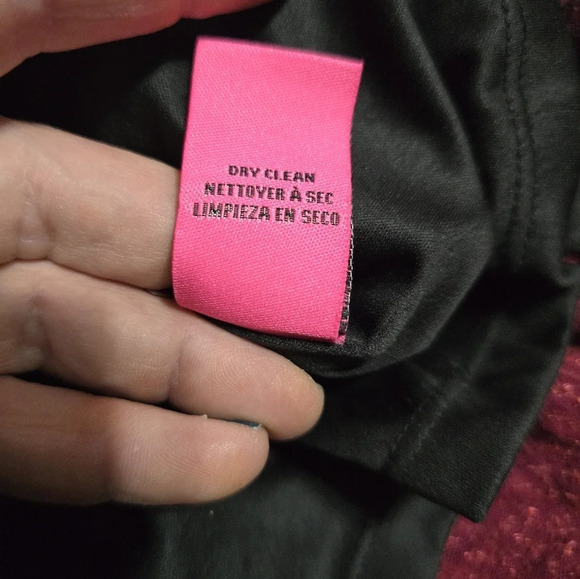 DRY CLEAN
NETTOYER À SEC
LIMPIEZA EN SECO